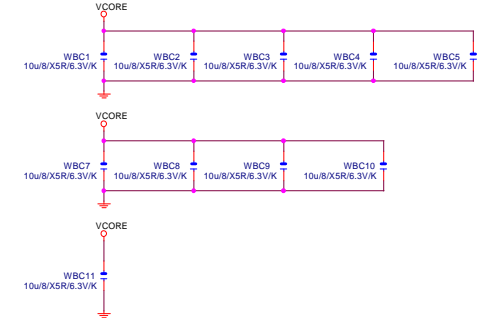 VCORE
WBC1 WBC2 WBC3 WBC4 WBC5
10u/8/X5R/6.3V/K 10u/8/X5R/6.3V/K 10u/8/X5R/6.3V/K 10u/8/X5R/6.3V/K 10u/8/X5R/6.3V/K
VCORE
WBC7 WBC8 WBC9 WBC10
10u/8/X5R/6.3V/K 10u/8/X5R/6.3V/K 10u/8/X5R/6.3V/K 10u/8/X5R/6.3V/K
VCORE
WBC11
10u/8/X5R/6.3V/K